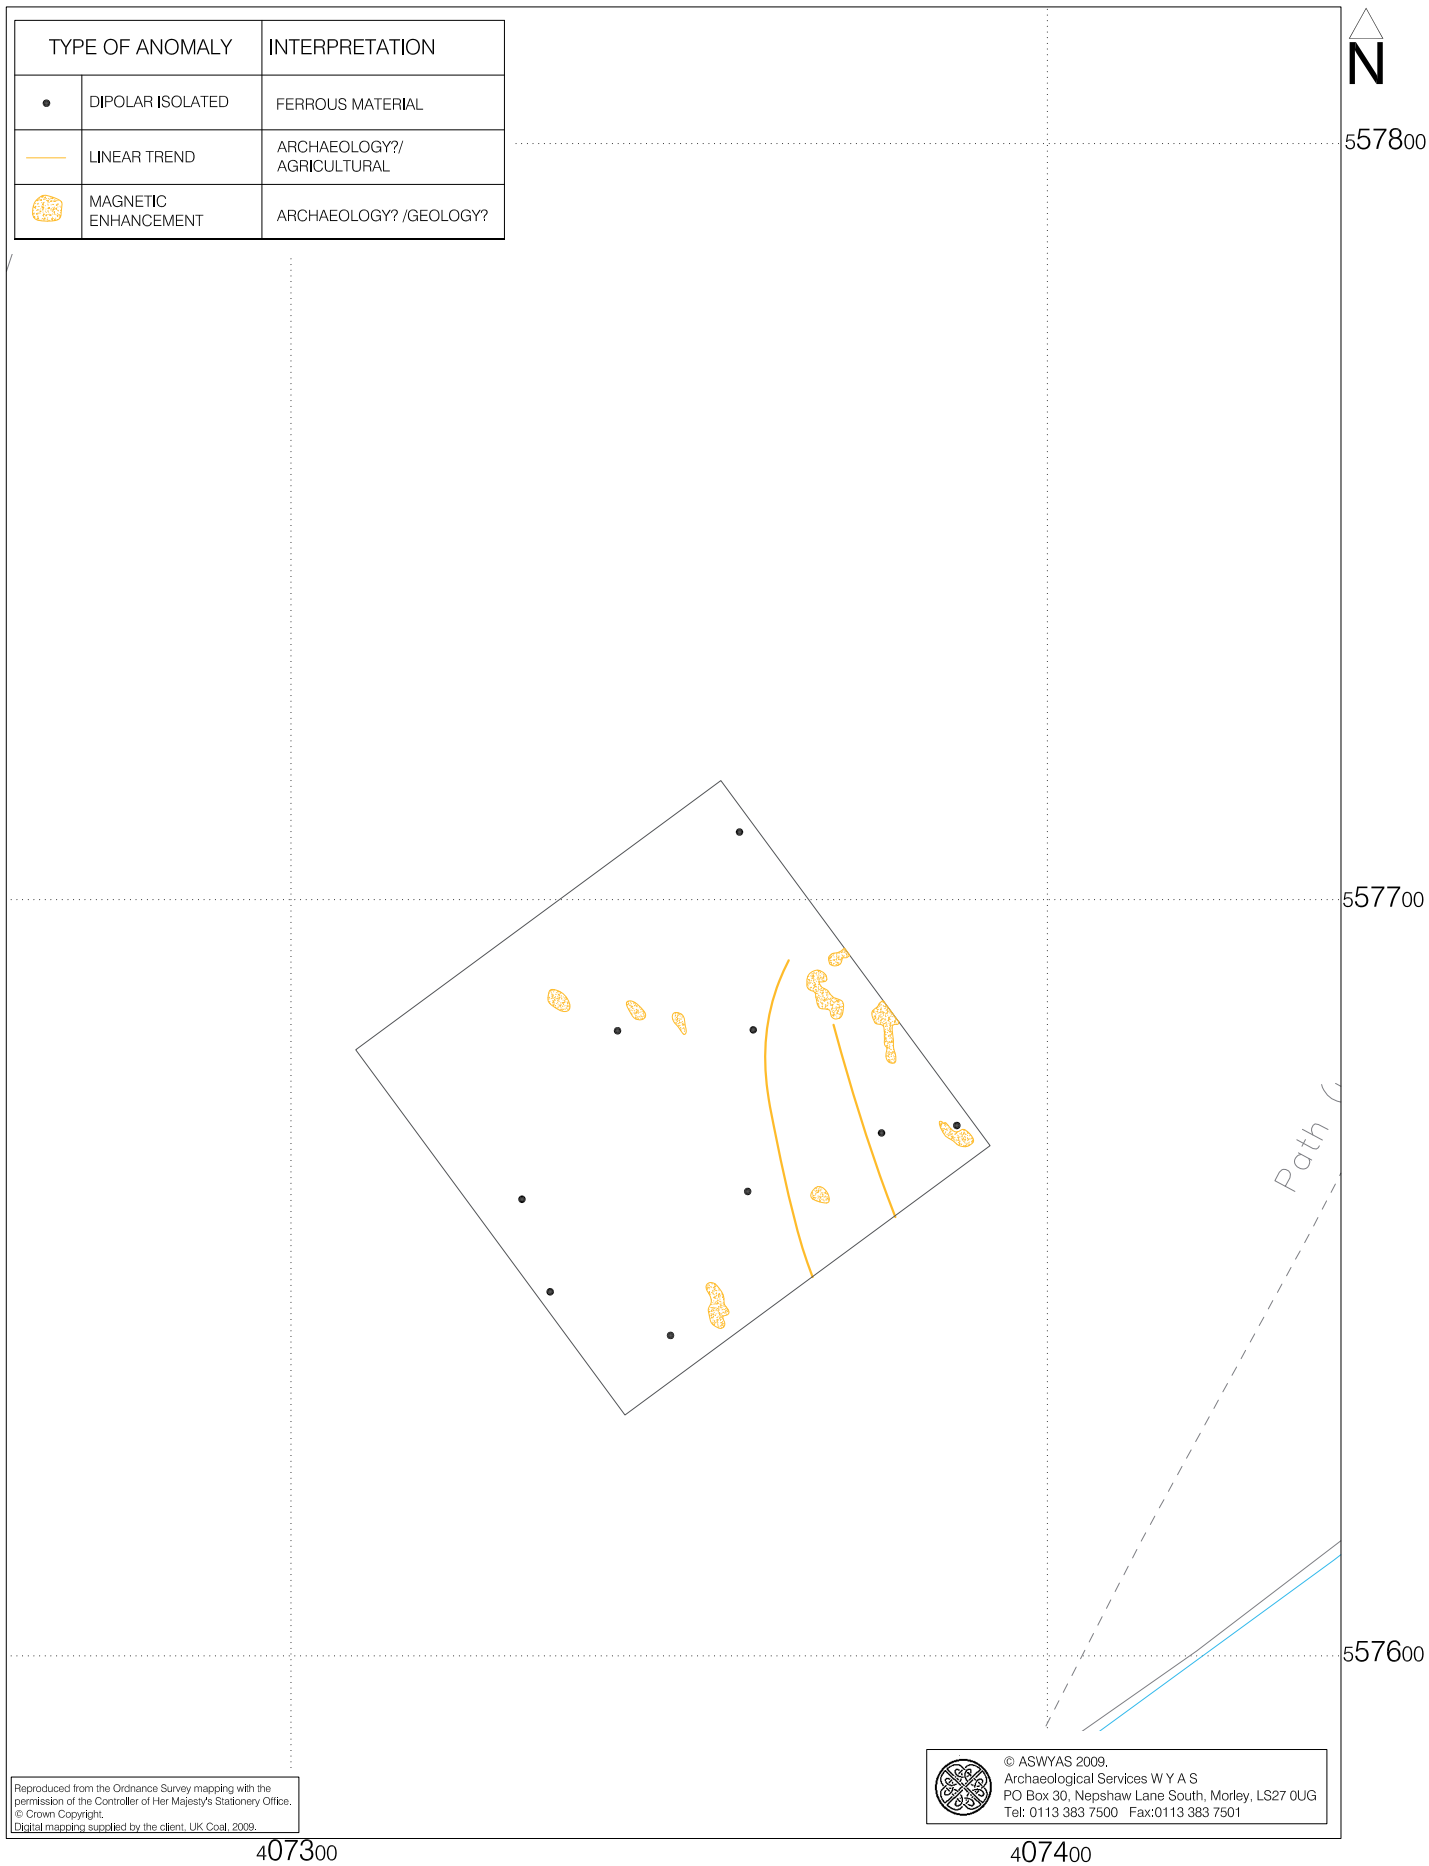 TYPE OF ANOMALY INTERPRETATION
DIPOLAR ISOLATED FERROUS MATERIAL
LINEAR TREND
ARCHAEOLOGY?/
AGRICULTURAL
MAGNETIC
ENHANCEMENT
ARCHAEOLOGY? /GEOLOGY?
N
557800
557700
Path
557600
Reproduced from the Ordnance Survey mapping with the
permission of the Controller of Her Majesty's Stationery Office.
© Crown Copyright.
Digital mapping supplied by the client, UK Coal, 2009.
© ASWYAS 2009.
Archaeological Services W Y A S
PO Box 30, Nepshaw Lane South, Morley, LS27 0UG
Tel: 0113 383 7500 Fax:0113 383 7501
407300
407400